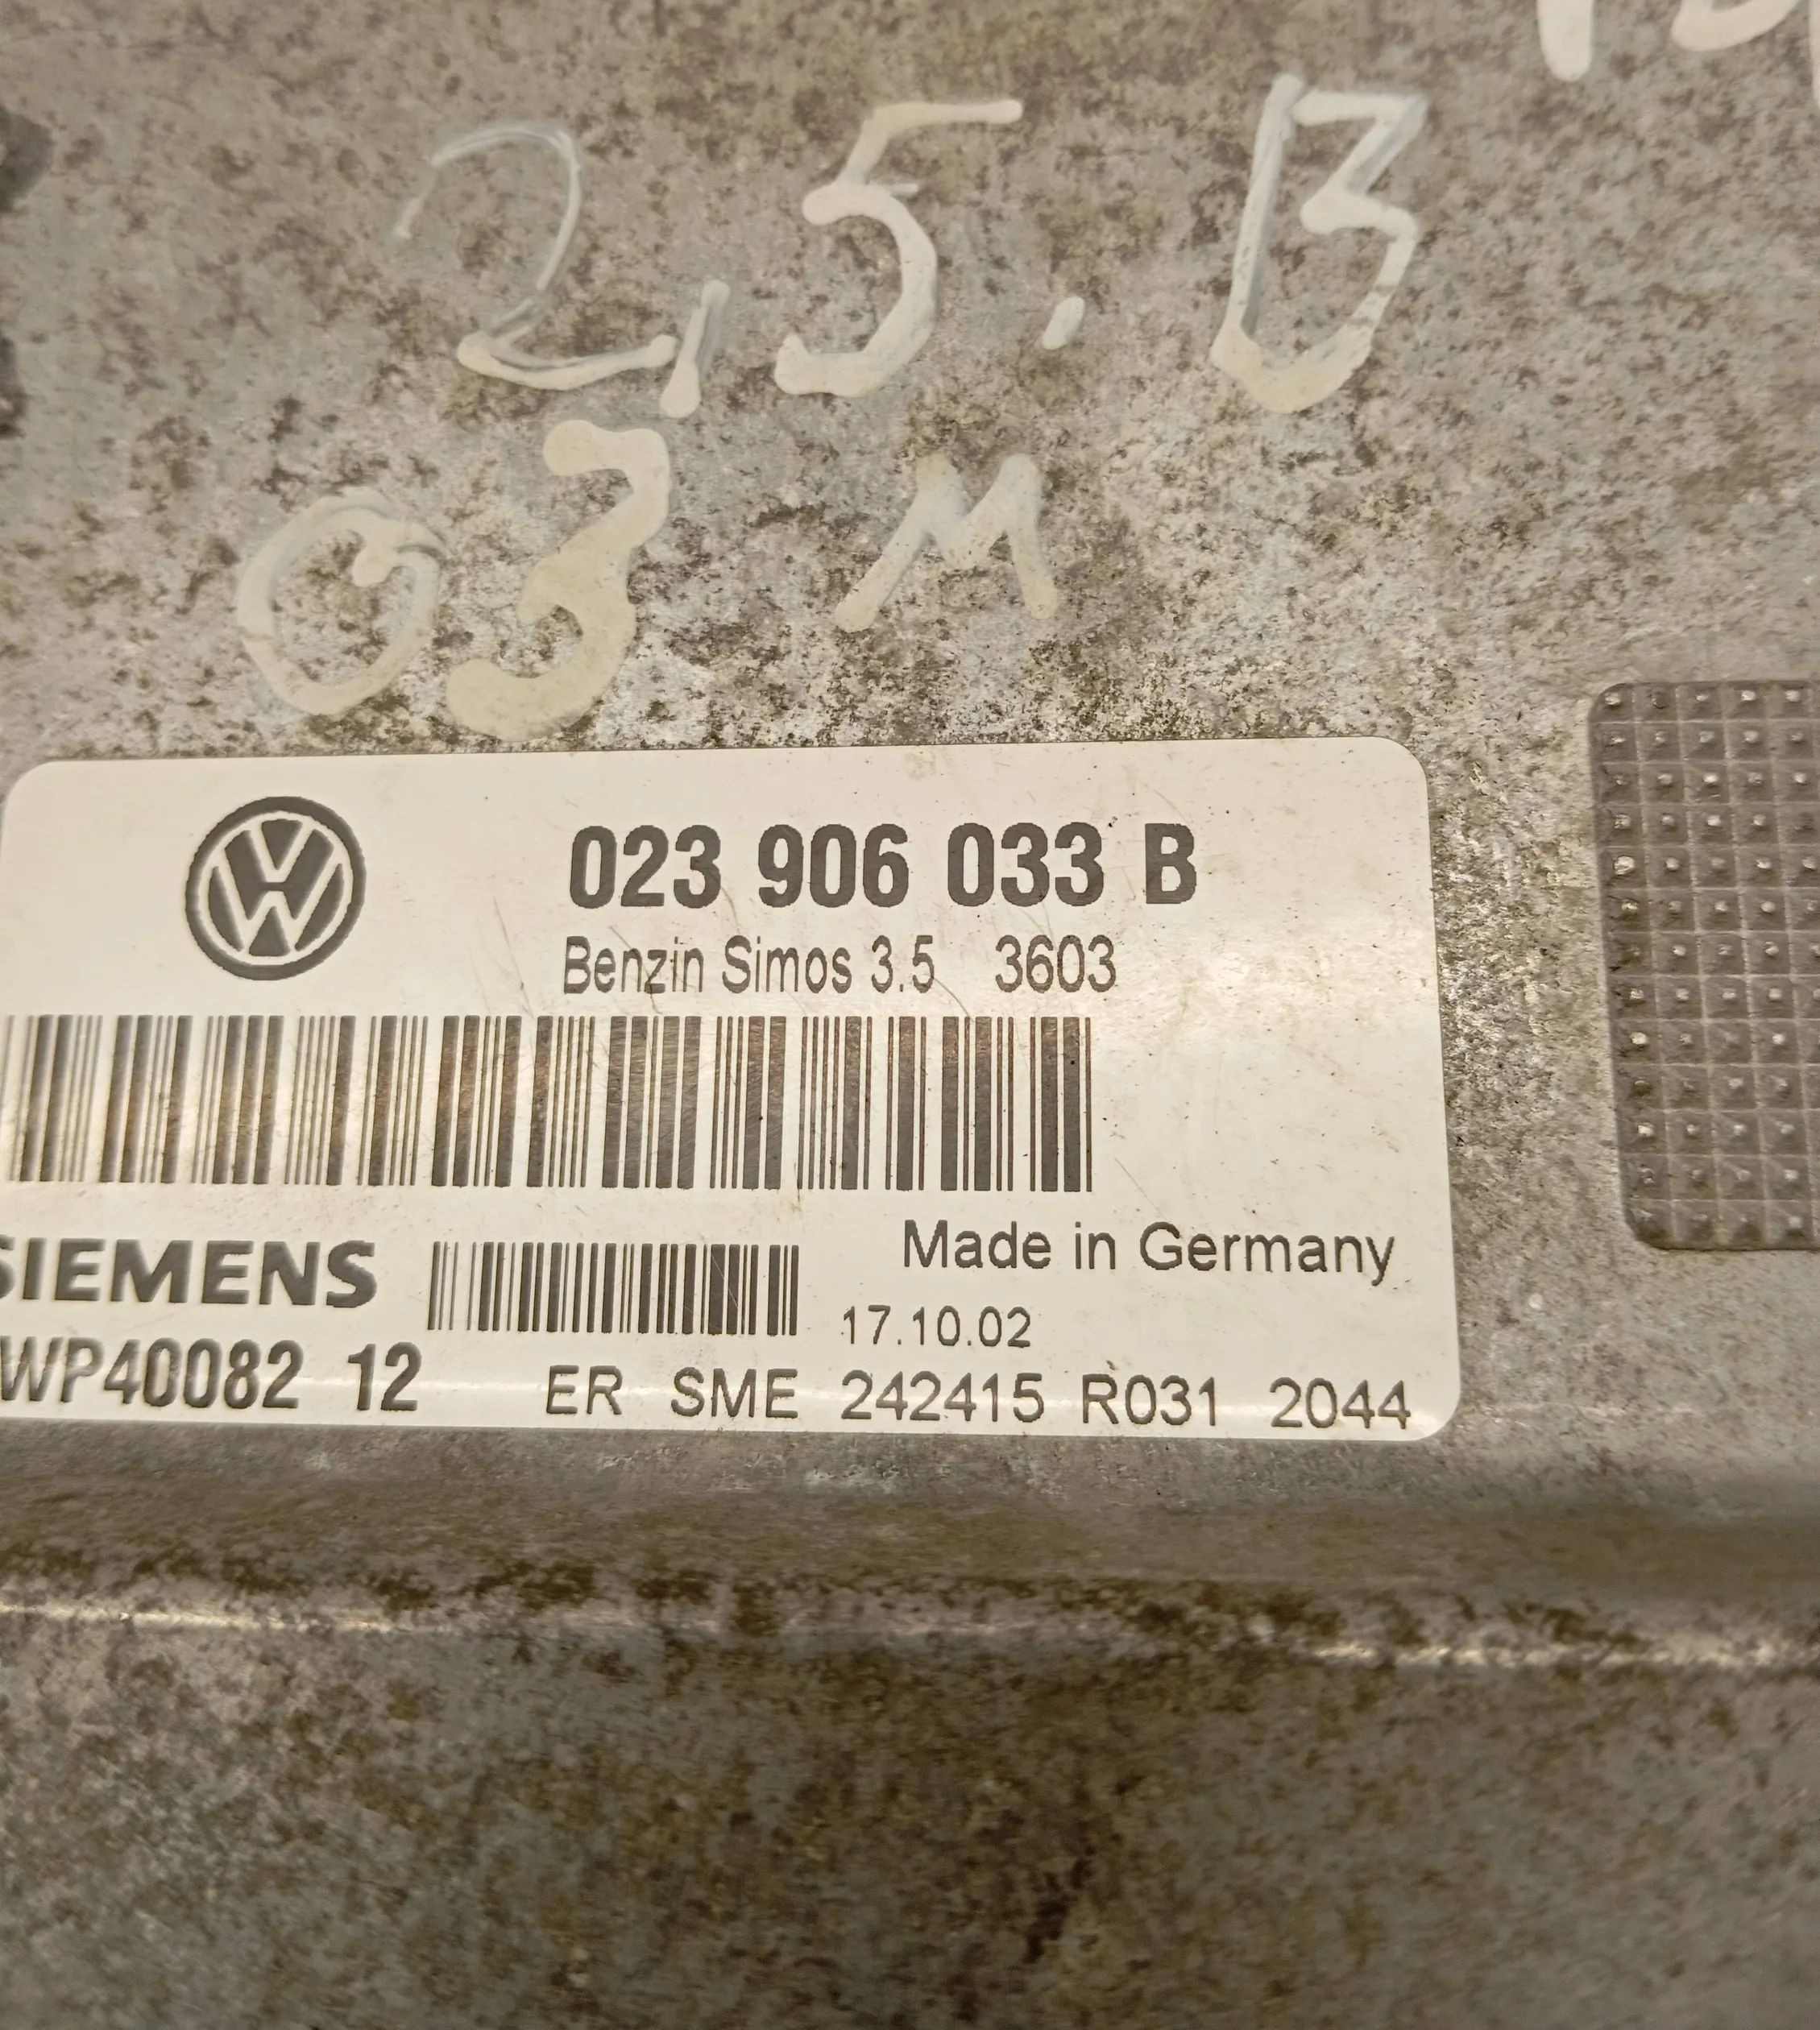 2,5. B
03 м
023 906 033 B
Benzin Simos 3.5 3603
SIEMENS
Made in Germany
17.10.02
WP40082 12
ER SME 242415 R031 2044